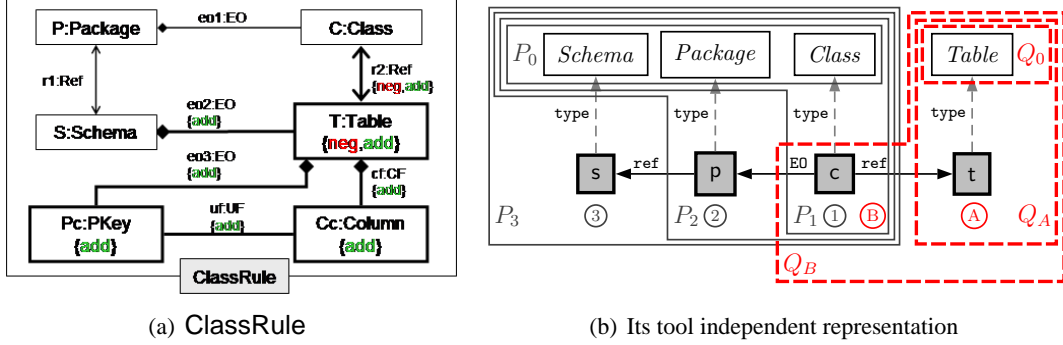 P:Package
eo1:EO
C:Class
r1:Ref
r2:Ref
{neg,add}
eo2:EO
{add}
S:Schema
T:Table
{neg,add}
eo3:EO
{add}
cf:CF
{add}
Pc:PKey
{add}
uf:UF
{add}
Cc:Column
{add}
ClassRule
(a) ClassRule
P0
Schema
Package
Class
Table
Q0
type
type
type
type
s
ref
p
EO
c
ref
t
P3
3
P2
2
P1
1
B
A
QA
QB
(b) Its tool independent representation